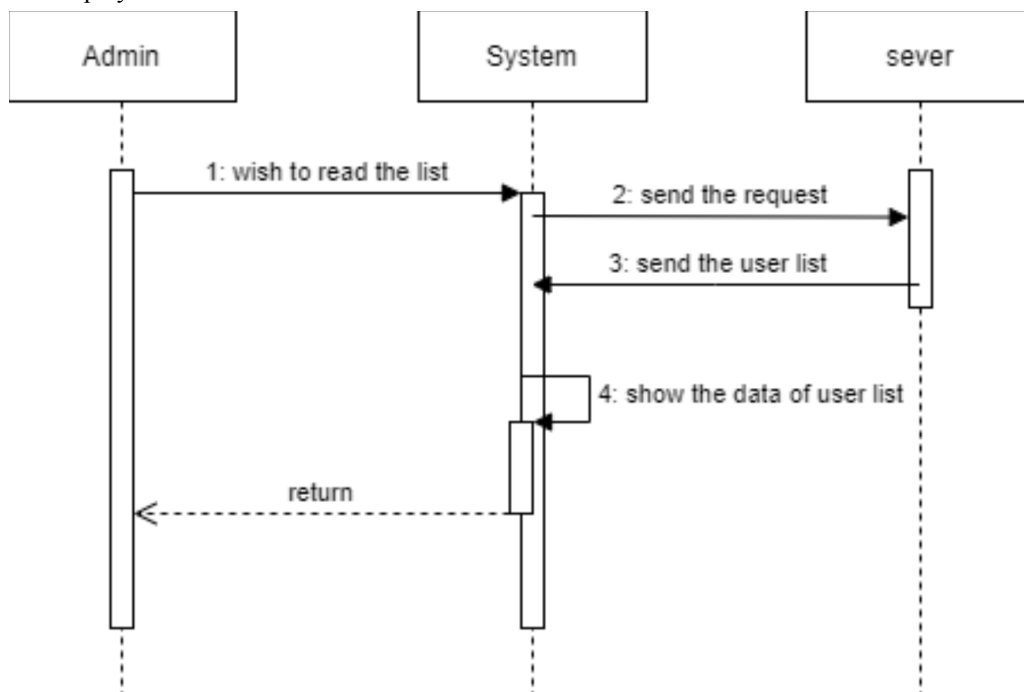 Admin
System
sever
1: wish to read the list
2: send the request
3: send the user list
4: show the data of user list
return